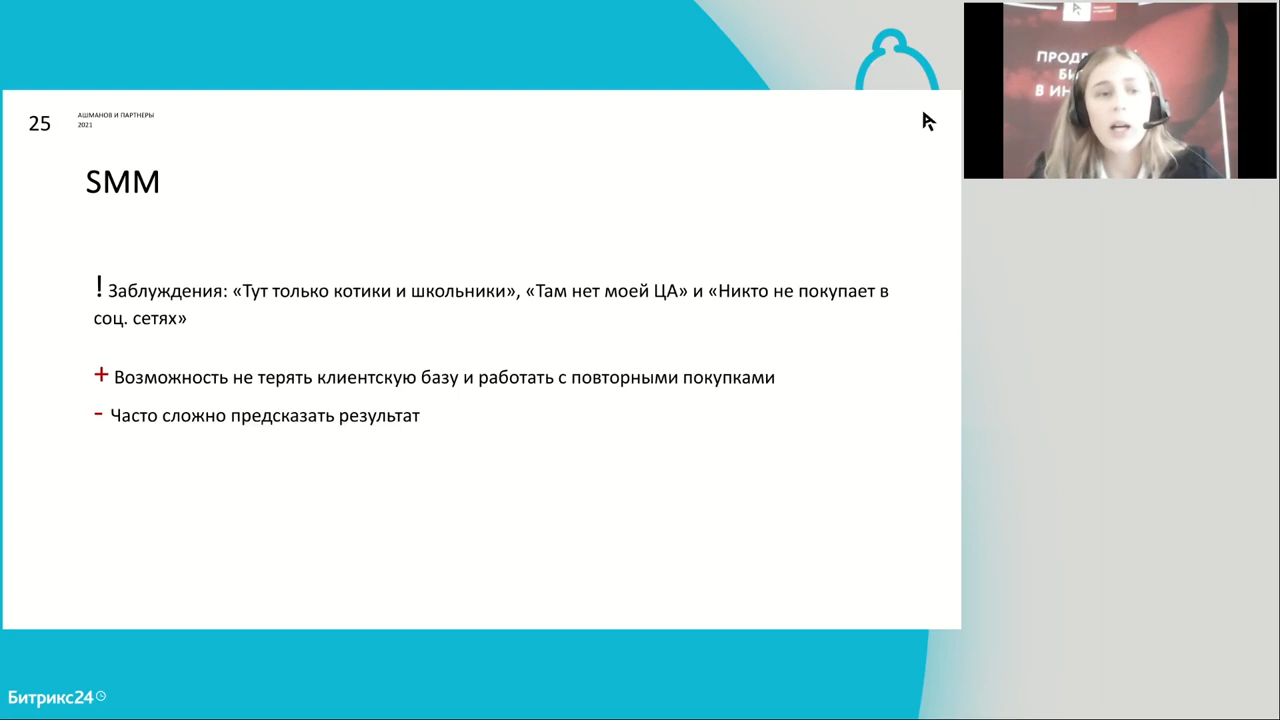 25
АШМАНОВ И ПАРТНЕРЫ
2021
SMM
! Заблуждения: «Тут только котики и школьники», «Там нет моей ЦА» и «Никто не покупает в
соц. сетях»
+ Возможность не терять клиентскую базу и работать с повторными покупками
- Часто сложно предсказать результат
Битрикс24